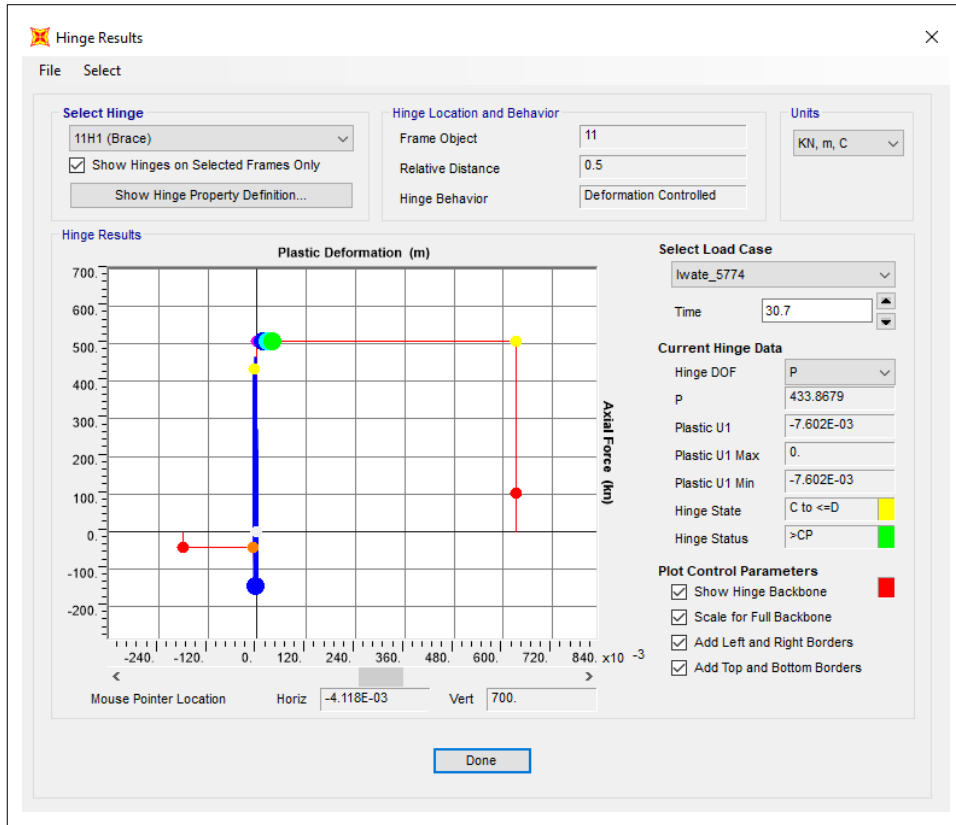 Hinge Results
File Select
Select Hinge
11H1 (Brace)
Show Hinges on Selected Frames Only
Show Hinge Property Definition...
Hinge Location and Behavior
Frame Object 11
Relative Distance 0.5
Hinge Behavior Deformation Controlled
Units
KN, m, C
Hinge Results
Plastic Deformation (m)
700.
600.
500.
400.
300.
200.
100.
0.
-100.
-200.
Axial Force (kn)
-240. -120. 0. 120. 240. 360. 480. 600. 720. 840. x10 -3
< >
Mouse Pointer Location Horiz -4.118E-03 Vert 700.
Select Load Case
Iwate_5774
Time 30.7
Current Hinge Data
Hinge DOF P
P 433.8679
Plastic U1 -7.602E-03
Plastic U1 Max 0.
Plastic U1 Min -7.602E-03
Hinge State C to <=D
Hinge Status >CP
Plot Control Parameters
Show Hinge Backbone
Scale for Full Backbone
Add Left and Right Borders
Add Top and Bottom Borders
Done